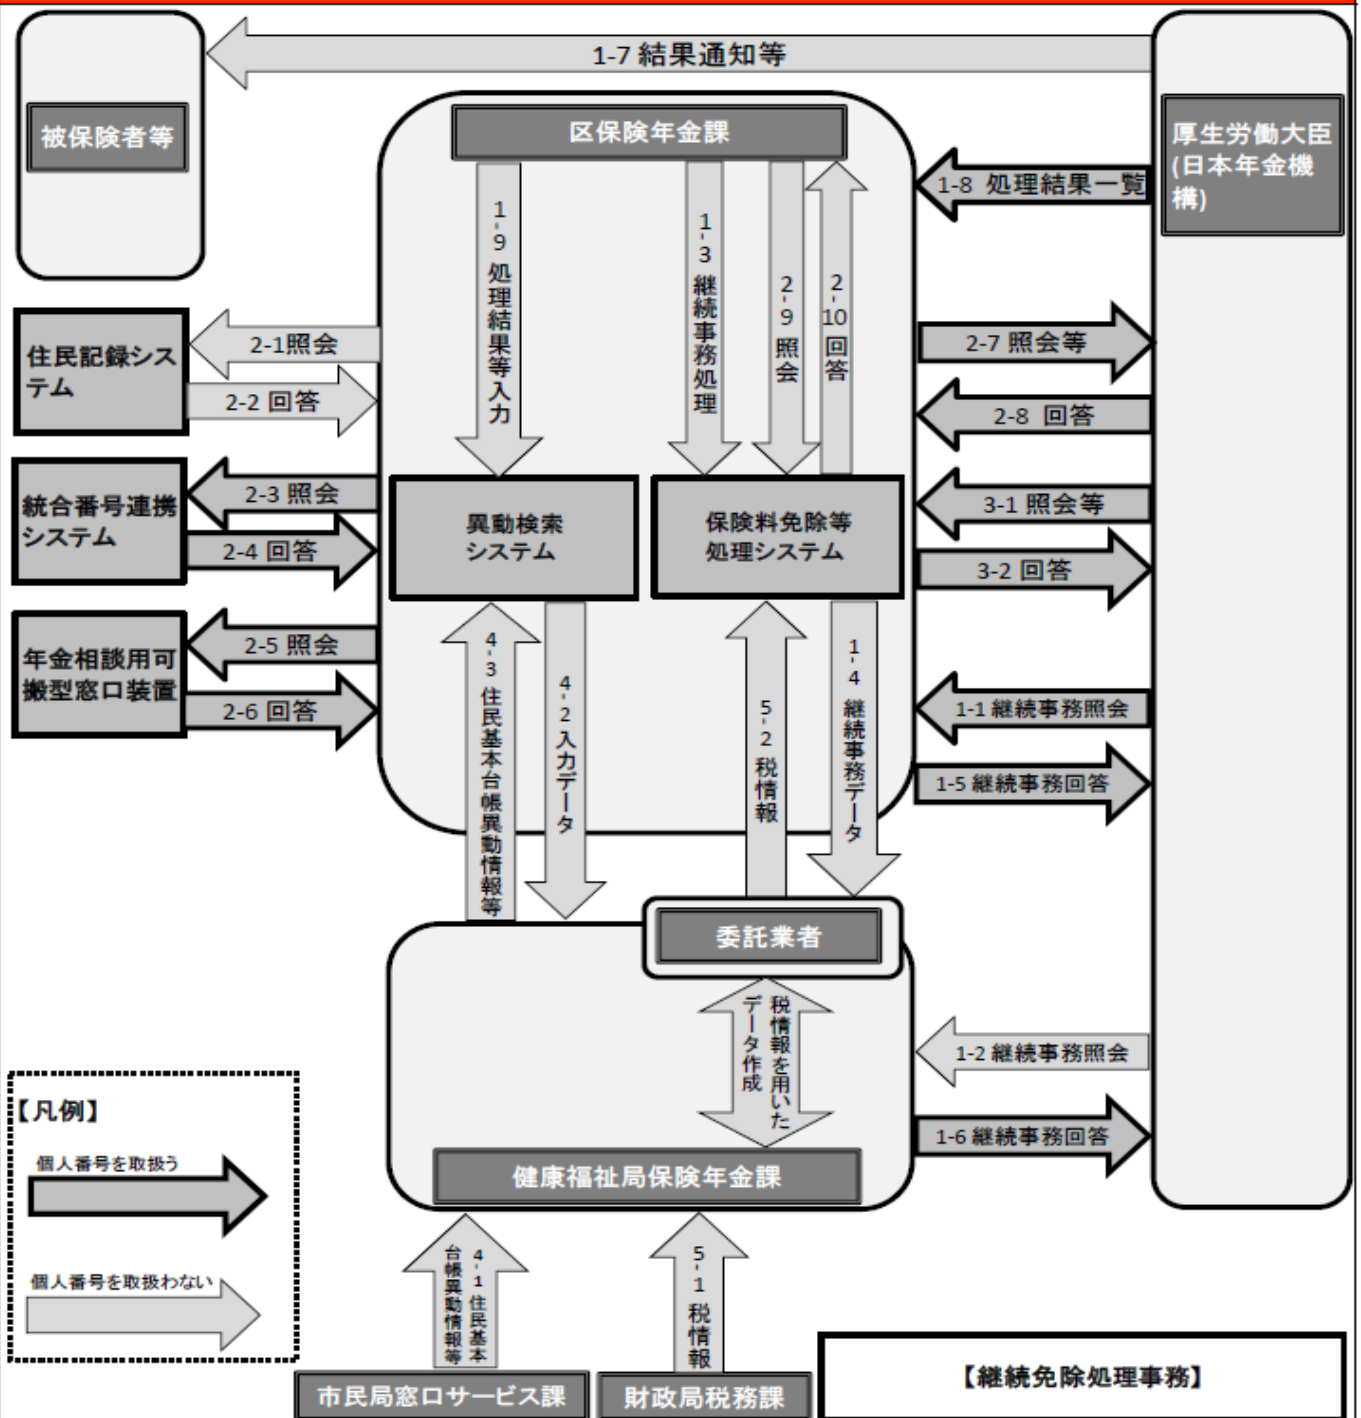 1-7 結果通知等
被保険者等
区保険年金課
厚生労働大臣
(日本年金機
構)
1-8 処理結果一覧
1-9 処理結果等入力
1-3 継続事務処理
2-9 照会
2-10 回答
住民記録シス
テム
2-1照会
2-2 回答
2-7 照会等
2-8 回答
統合番号連携
システム
2-3 照会
2-4 回答
異動検索
システム
保険料免除等
処理システム
3-1 照会等
3-2 回答
年金相談用可
搬型窓口装置
2-5 照会
2-6 回答
4-3 住民基本台帳異動情報等
4-2 入力データ
5-2 税情報
1-4 継続事務データ
1-1 継続事務照会
1-5 継続事務回答
委託業者
税情報を用いた
データ作成
1-2 継続事務照会
1-6 継続事務回答
健康福祉局保険年金課
【凡例】
個人番号を取扱う
個人番号を取扱わない
4-1 住民基本
台帳異動情報等
5-1 税情報
市民局窓口サービス課
財政局税務課
【継続免除処理事務】